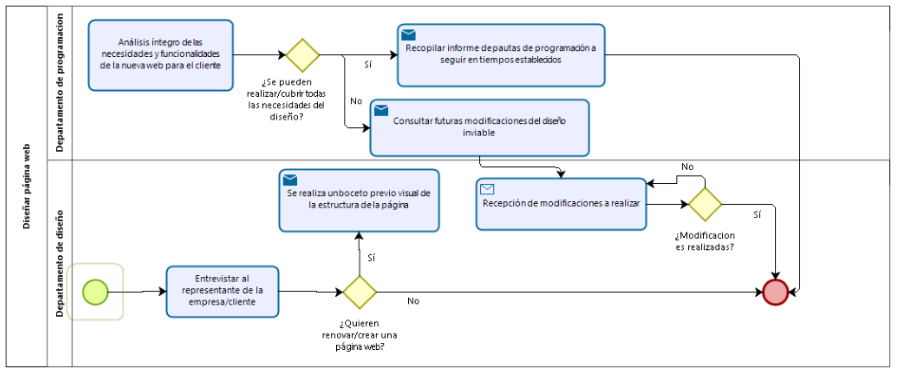 Diseñar página web
Departamento de programacion
Análisis íntegro de las
necesidades y funcionalidades
de la nueva web para el cliente
¿Se pueden
realizar/cubrir todas
las necesidades del
diseño?
Sí
Recopilar informe de pautas de programación a
seguir en tiempos establecidos
No
Consultar futuras modificaciones del diseño
inviable
Departamento de diseño
Se realiza un boceto previo visual de
la estructura de la página
Recepción de modificaciones a realizar
No
Sí
¿Modificacion
es realizadas?
Entrevistar al
representante de la
empresa/cliente
Sí
No
¿Quieren
renovar/crear una
página web?